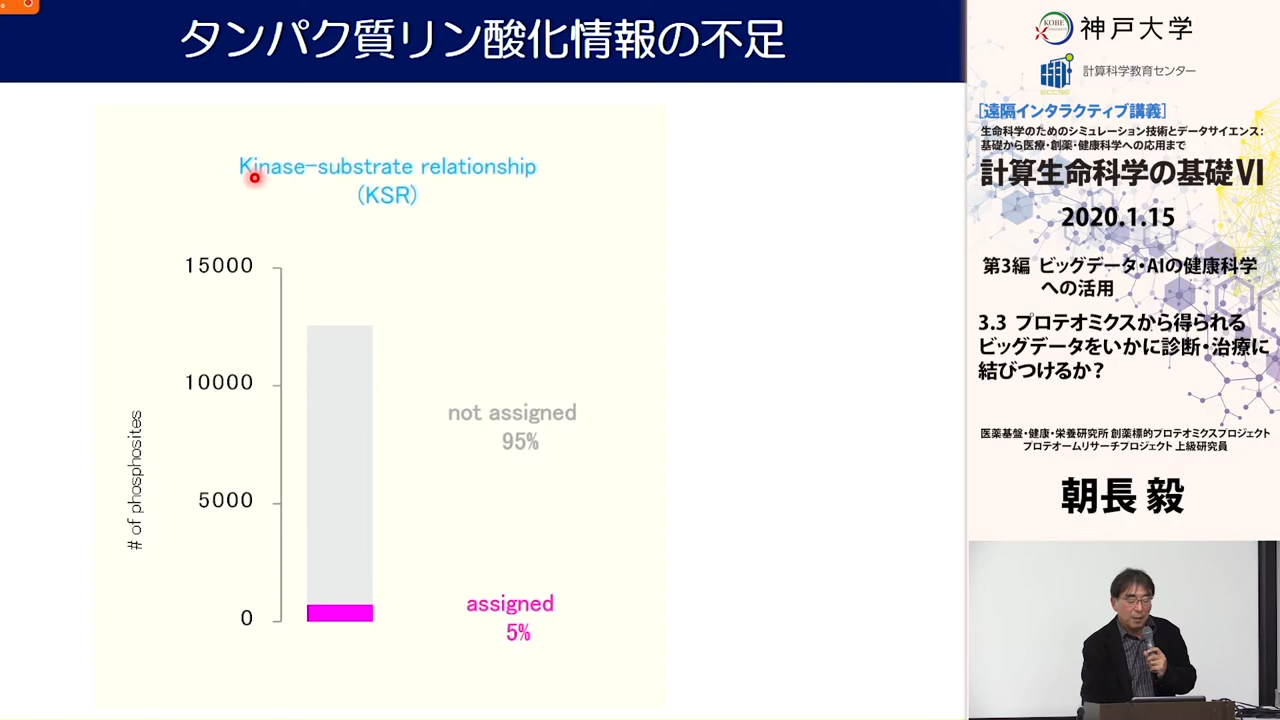 タンパク質リン酸化情報の不足
Kinase-substrate relationship
(KSR)
15000
10000
5000
0
# of phosphosites
not assigned
95%
assigned
5%
KOBE
神戸大学
計算科学教育センター
[遠隔インタラクティブ講義]
生命科学のためのシミュレーション技術とデータサイエンス:
基礎から医療・創薬・健康科学への応用まで
計算生命科学の基礎Ⅵ
2020.1.15
第3編 ビッグデータ・AIの健康科学
への活用
3.3 プロテオミクスから得られる
ビッグデータをいかに診断・治療に
結びつけるか?
医薬基盤・健康・栄養研究所 創薬標的プロテオミクスプロジェクト
プロテオームリサーチプロジェクト 上級研究員
朝長 毅